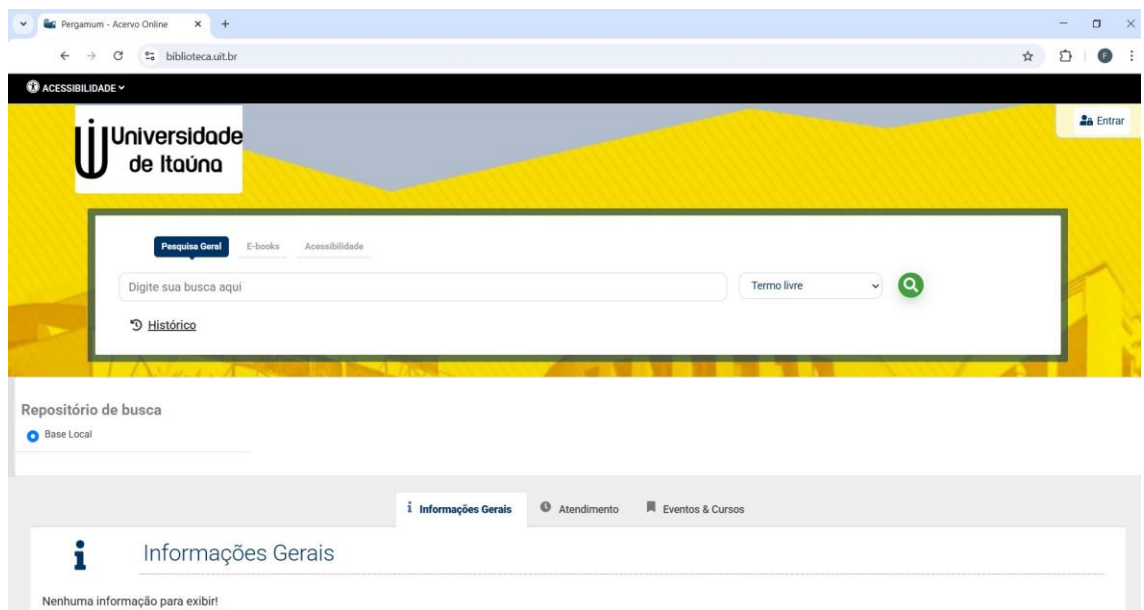 Pergamum - Acervo Online
biblioteca.uit.br
F
ACESSIBILIDADE
Universidade
de Itaúna
Entrar
Pesquisa Geral E-books Acessibilidade
Digite sua busca aqui Termo livre
Histórico
Repositório de busca
Base Local
Informações Gerais Atendimento Eventos & Cursos
Informações Gerais
Nenhuma informação para exibir!